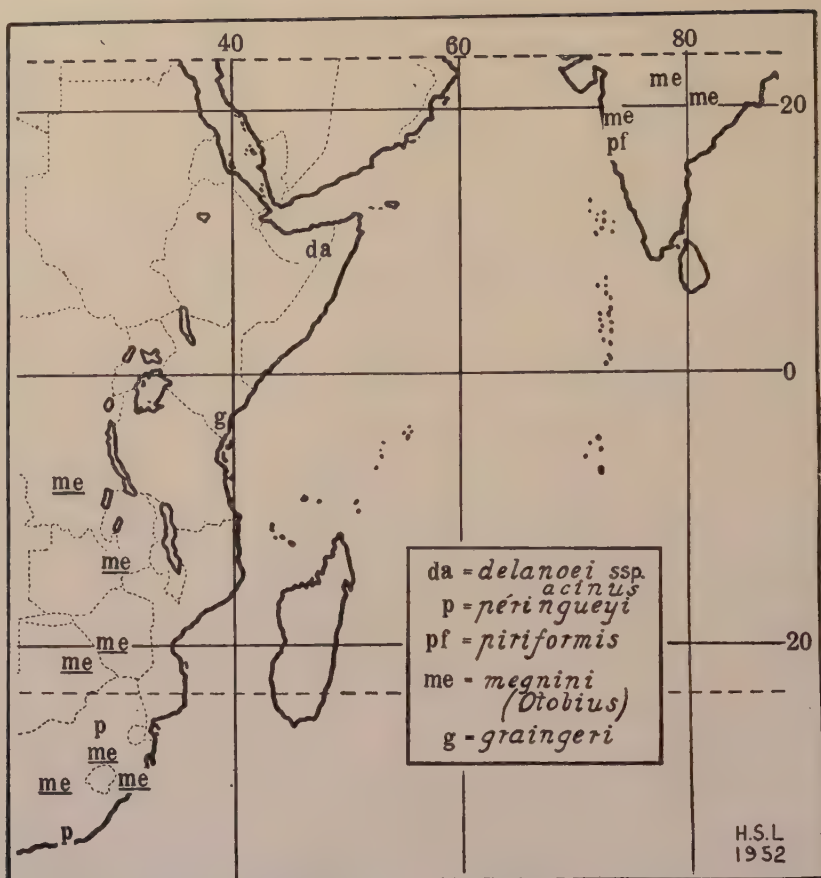 40 60 80
me
me
20
me
pf
da
0
g
me
me
me
20
me
p
me
me me
p
da = delanoei ssp.
acinus
p = péringueyi
pf = piriformis
me = megnini
(Otobius)
g = graingeri
H.S.L
1952